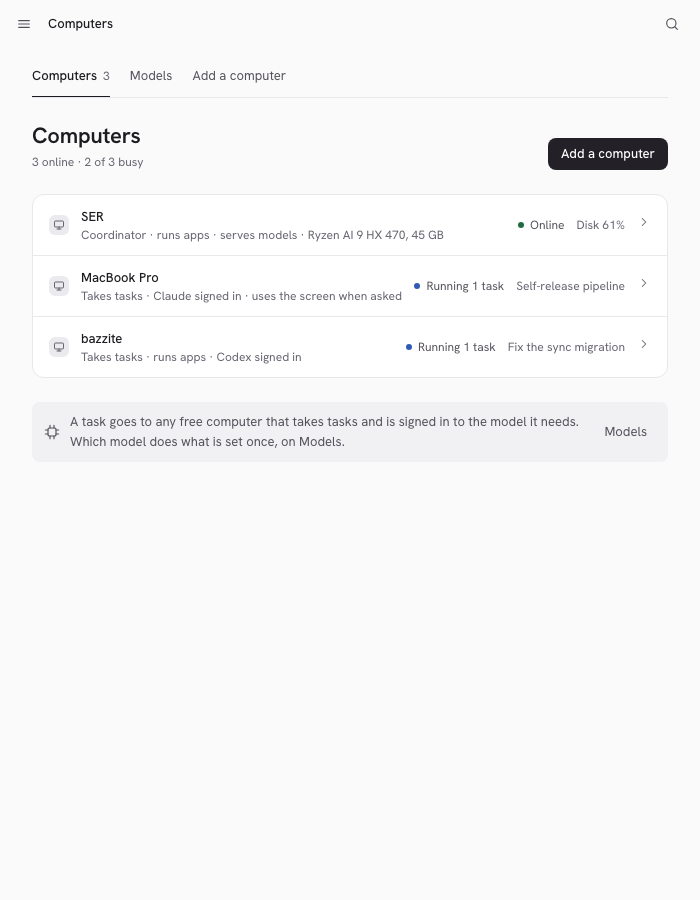 Computers
Computers 3
Models
Add a computer
Computers
3 online · 2 of 3 busy
Add a computer
SER
Coordinator · runs apps · serves models · Ryzen AI 9 HX 470, 45 GB
Online
Disk 61%
MacBook Pro
Takes tasks · Claude signed in · uses the screen when asked
Running 1 task
Self-release pipeline
bazzite
Takes tasks · runs apps · Codex signed in
Running 1 task
Fix the sync migration
A task goes to any free computer that takes tasks and is signed in to the model it needs.
Which model does what is set once, on Models.
Models